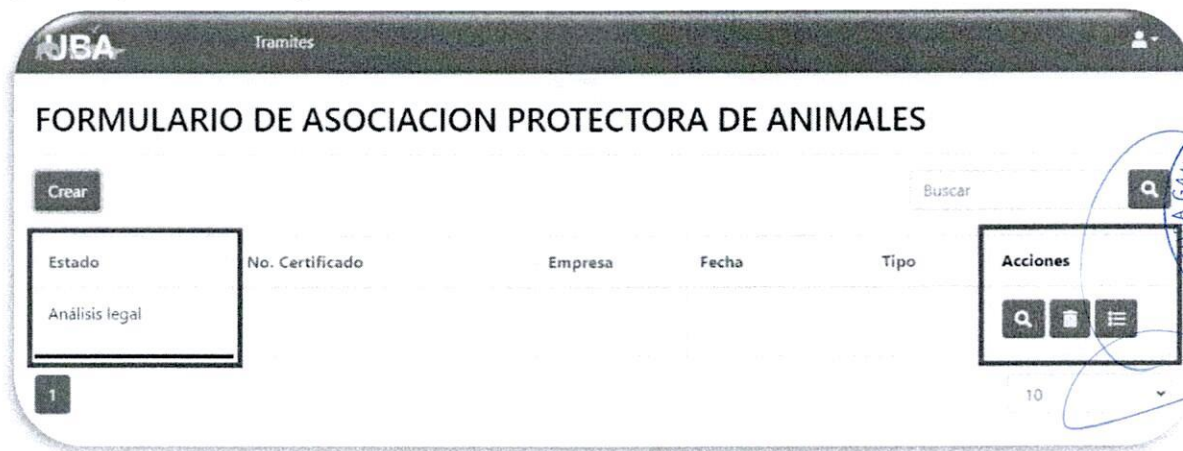 UBA
Tramites
FORMULARIO DE ASOCIACION PROTECTORA DE ANIMALES
Crear
Buscar
Estado
No. Certificado
Empresa
Fecha
Tipo
Acciones
Análisis legal
1
10